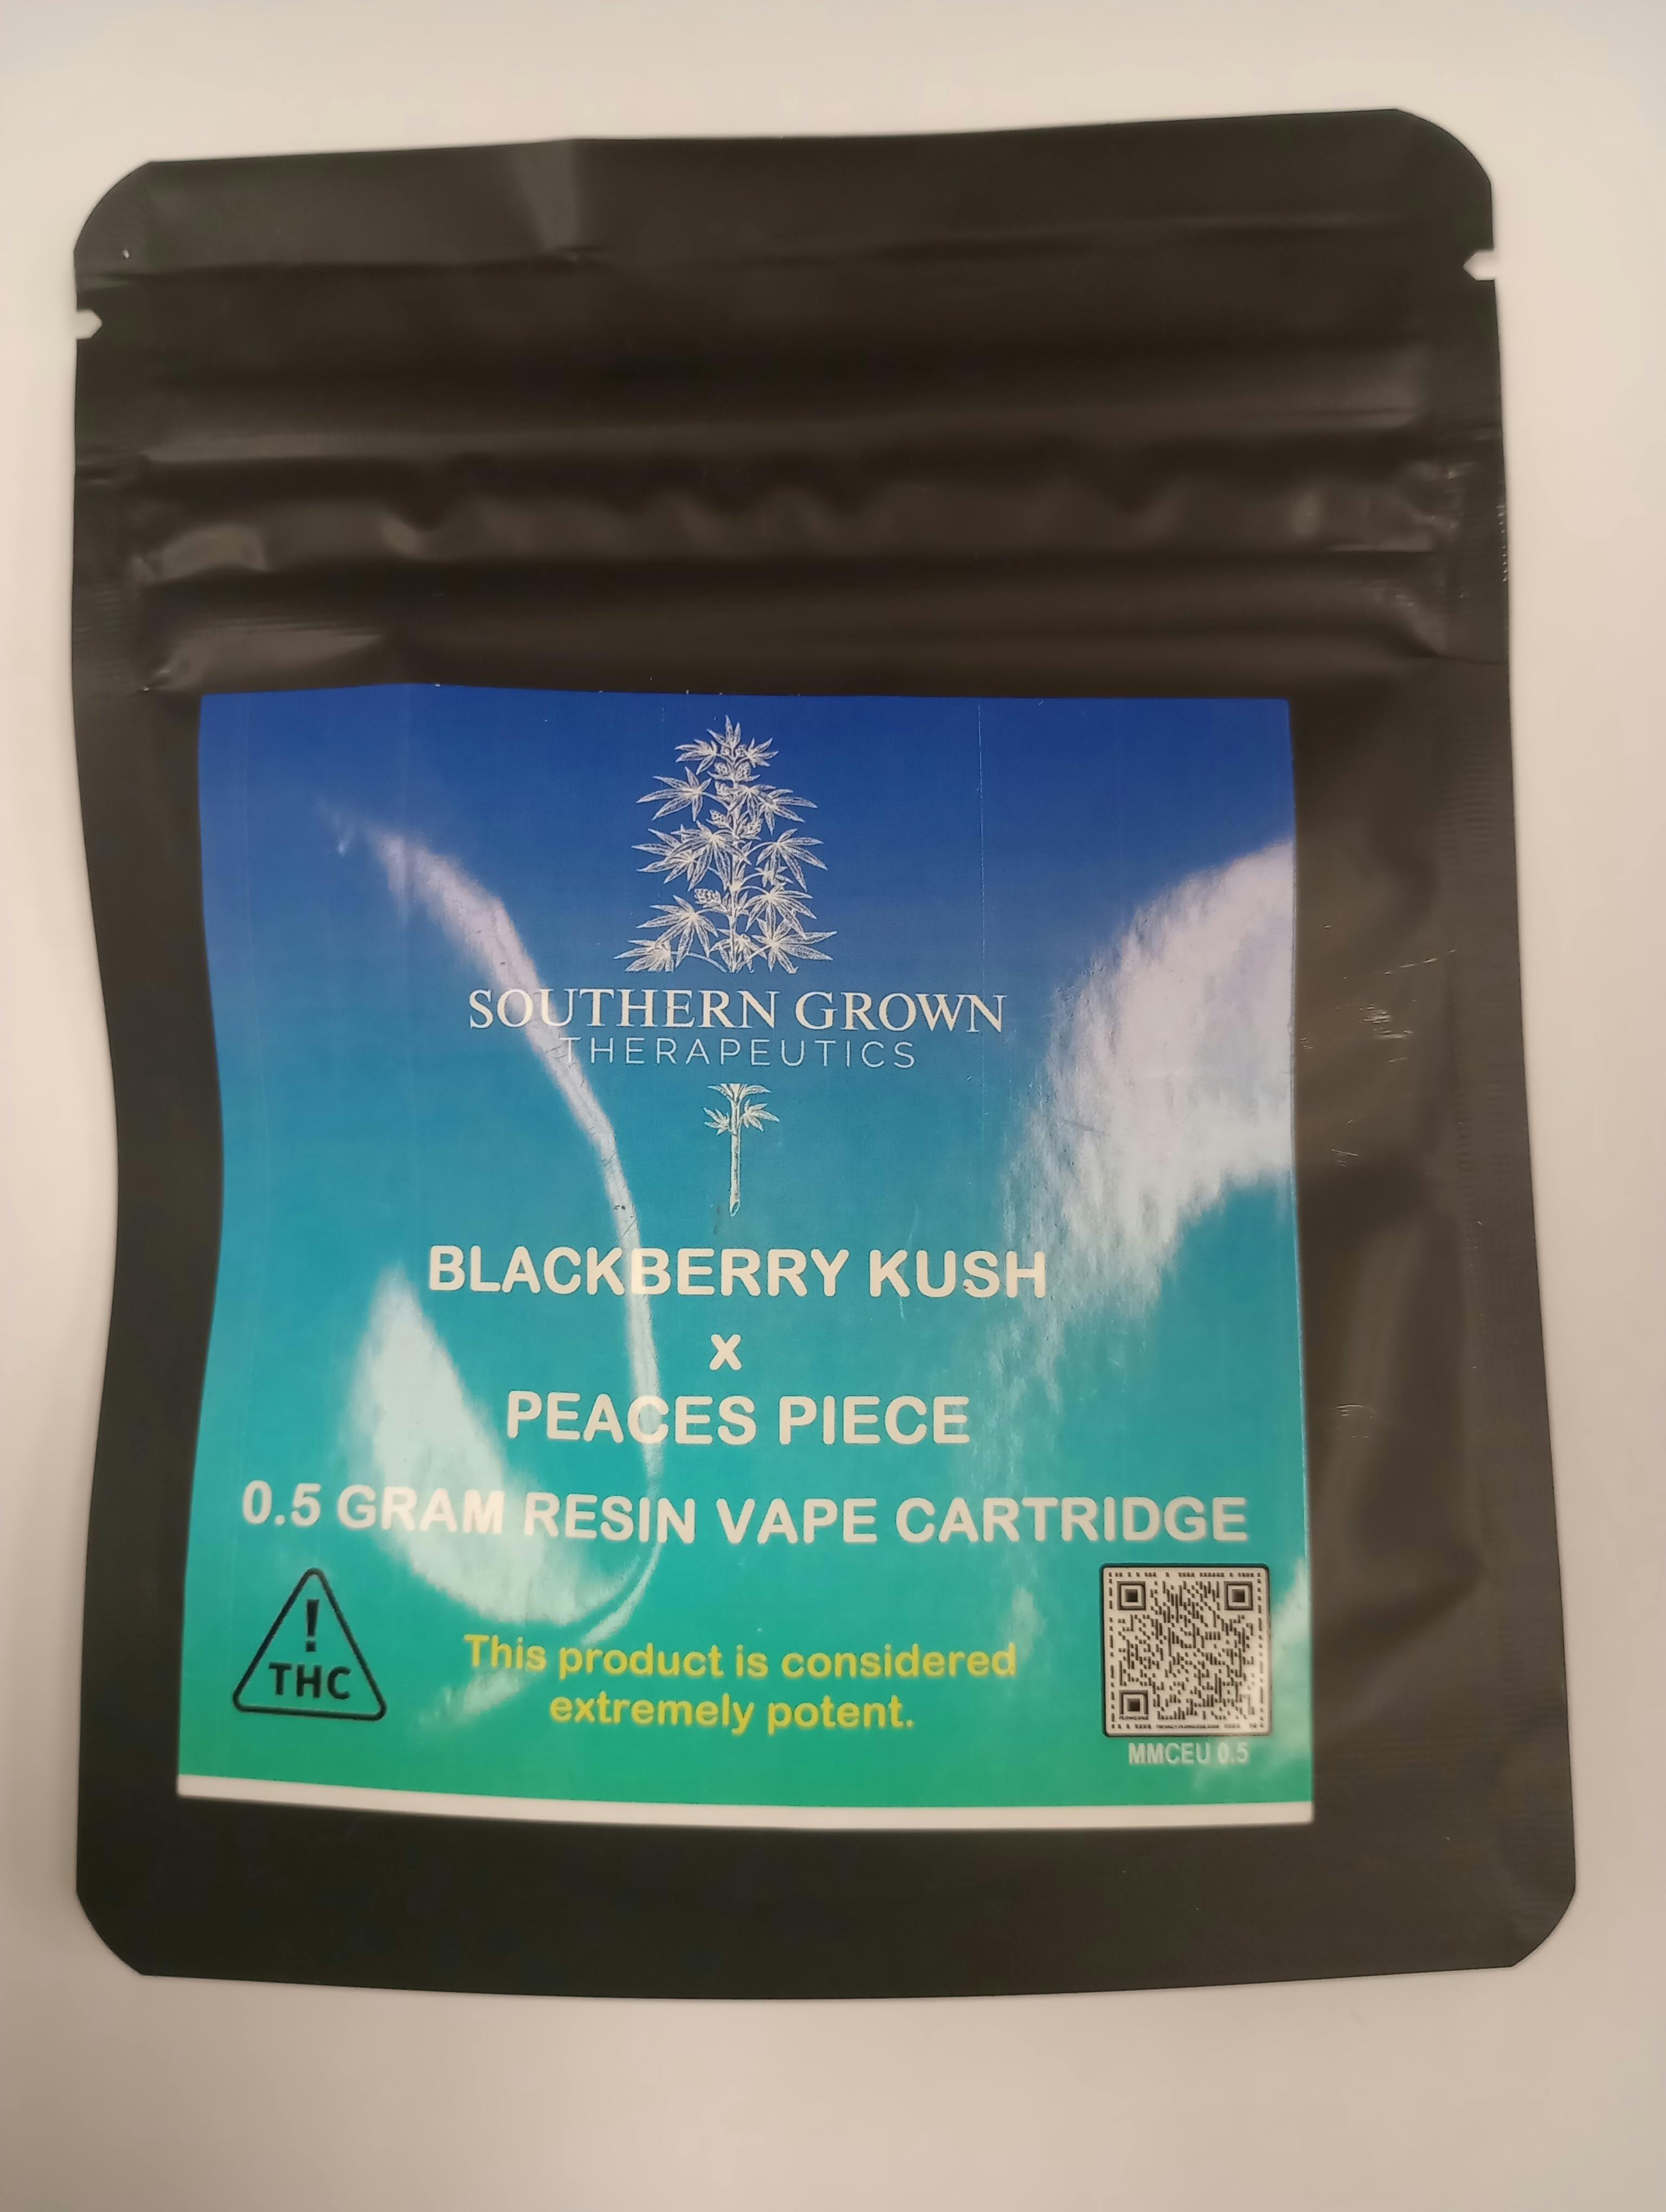 SOUTHERN GROWN
THERAPEUTICS
BLACKBERRY KUSH
x
PEACES PIECE
0.5 GRAM RESIN VAPE CARTRIDGE
!
THC
This product is considered
extremely potent.
MMCEU 0.5